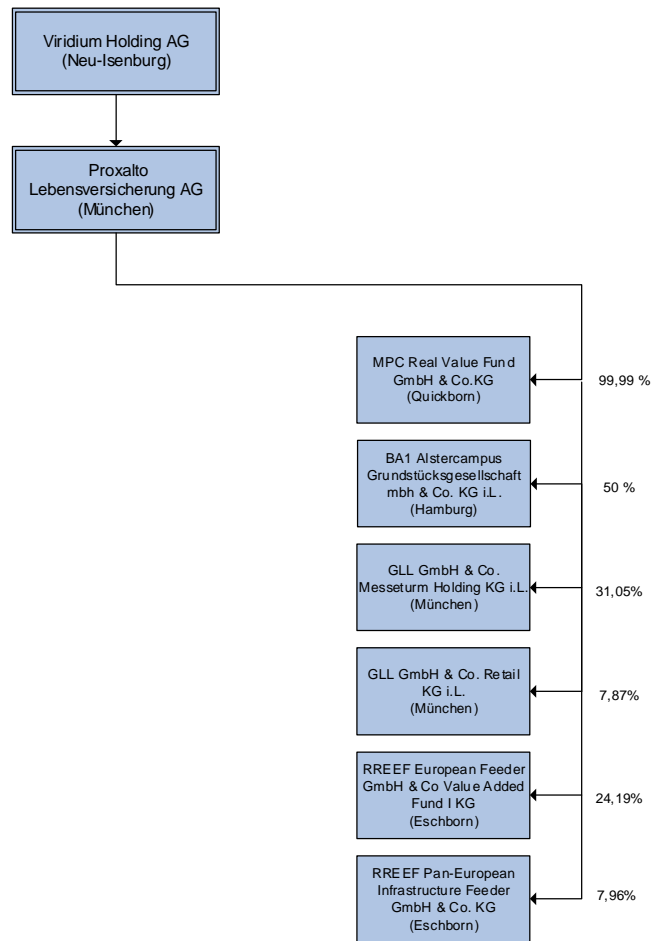 Viridium Holding AG
(Neu-Isenburg)
Proxalto
Lebensversicherung AG
(München)
MPC Real Value Fund
GmbH & Co.KG
(Quickborn)
99,99 %
BA1 Alstercampus
Grundstücksgesellschaft
mbh & Co. KG i.L.
(Hamburg)
50 %
GLL GmbH & Co.
Messeturm Holding KG i.L.
(München)
31,05%
GLL GmbH & Co. Retail
KG i.L.
(München)
7,87%
RREEF European Feeder
GmbH & Co Value Added
Fund I KG
(Eschborn)
24,19%
RREEF Pan-European
Infrastructure Feeder
GmbH & Co. KG
(Eschborn)
7,96%